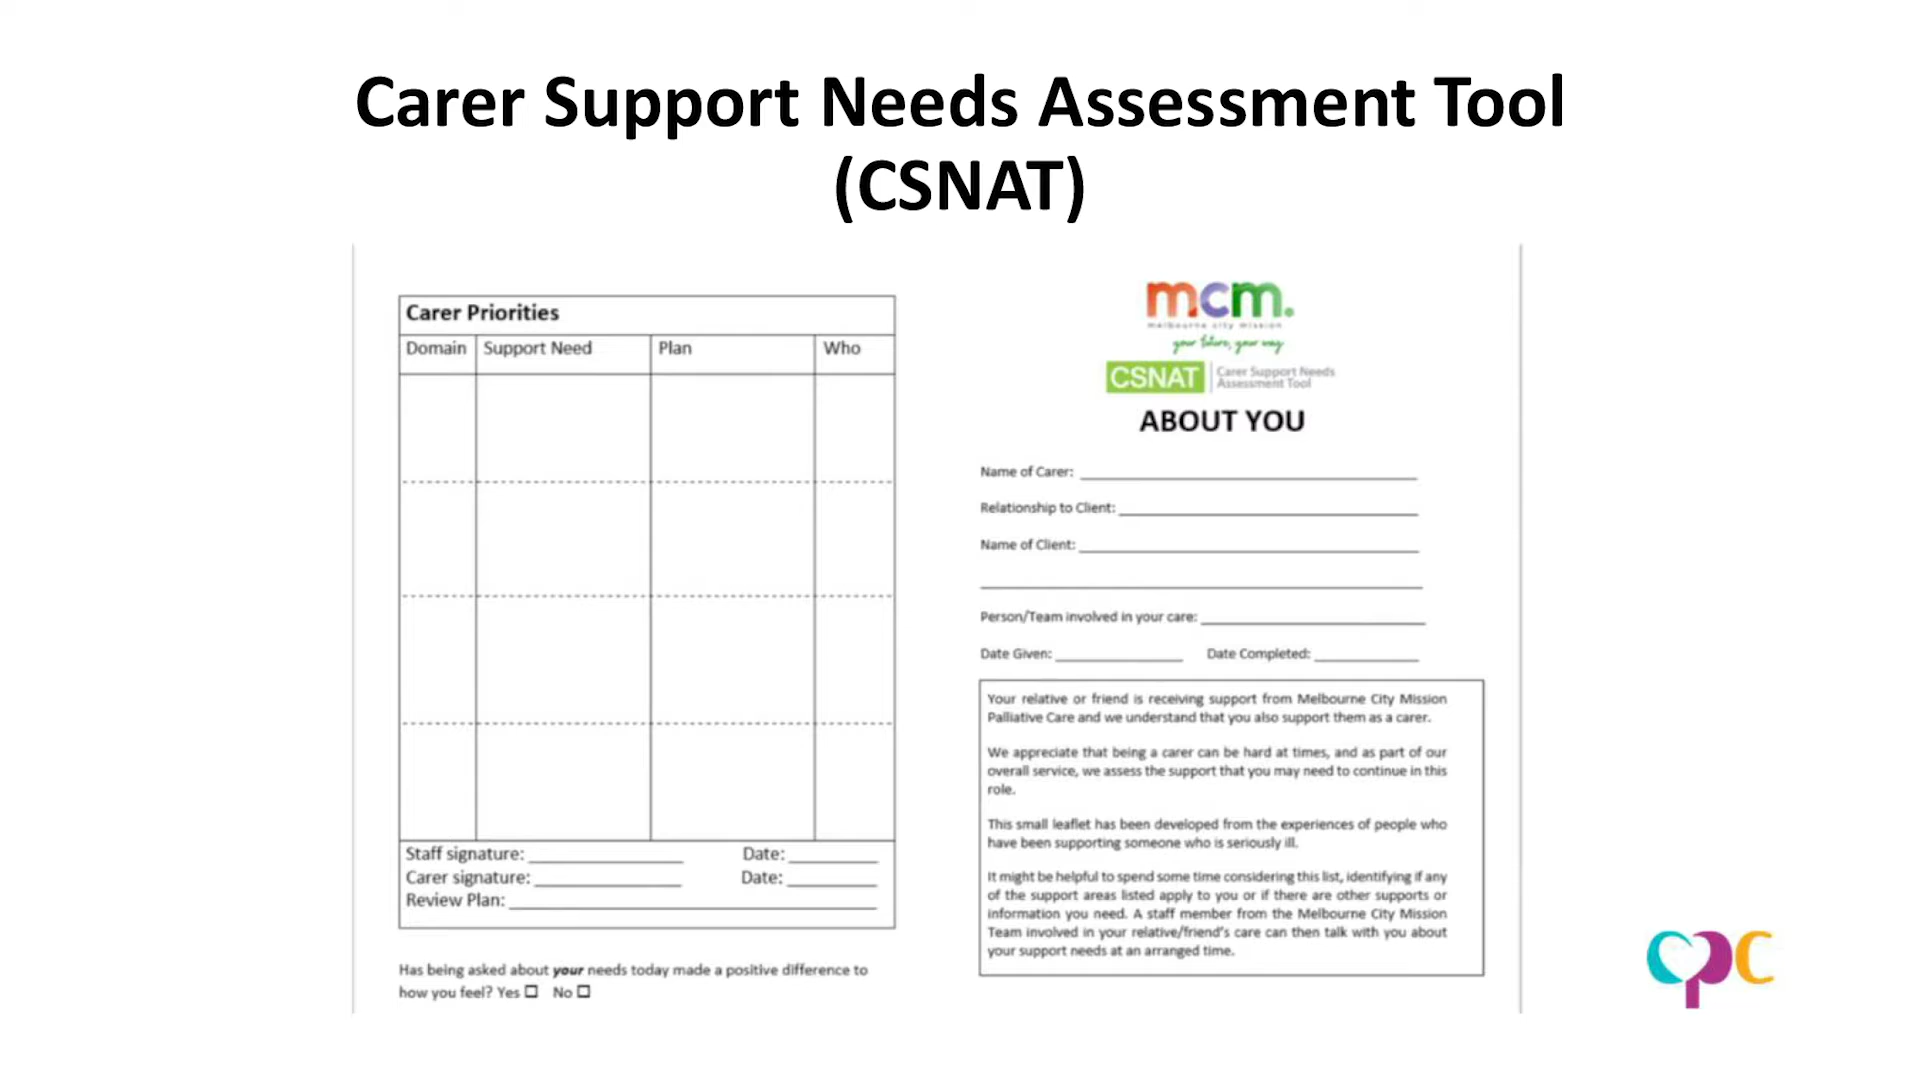 Carer Support Needs Assessment Tool
(CSNAT)
Carer Priorities
Domain Support Need Plan Who
Staff signature: Date:
Carer signature: Date:
Review Plan:
Has being asked about your needs today made a positive difference to
how you feel? Yes No
mcm.
melbourne city mission
your future, your way
CSNAT Carer Support Needs
Assessment Tool
ABOUT YOU
Name of Carer:
Relationship to Client:
Name of Client:
Person/Team involved in your care:
Date Given: Date Completed:
Your relative or friend is receiving support from Melbourne City Mission
Palliative Care and we understand that you also support them as a carer.
We appreciate that being a carer can be hard at times, and as part of our
overall service, we assess the support that you may need to continue in this
role.
This small leaflet has been developed from the experiences of people who
have been supporting someone who is seriously ill.
It might be helpful to spend some time considering this list, identifying if any
of the support areas listed apply to you or if there are other supports or
information you need. A staff member from the Melbourne City Mission
Team involved in your relative/friend's care can then talk with you about
your support needs at an arranged time.
cpc